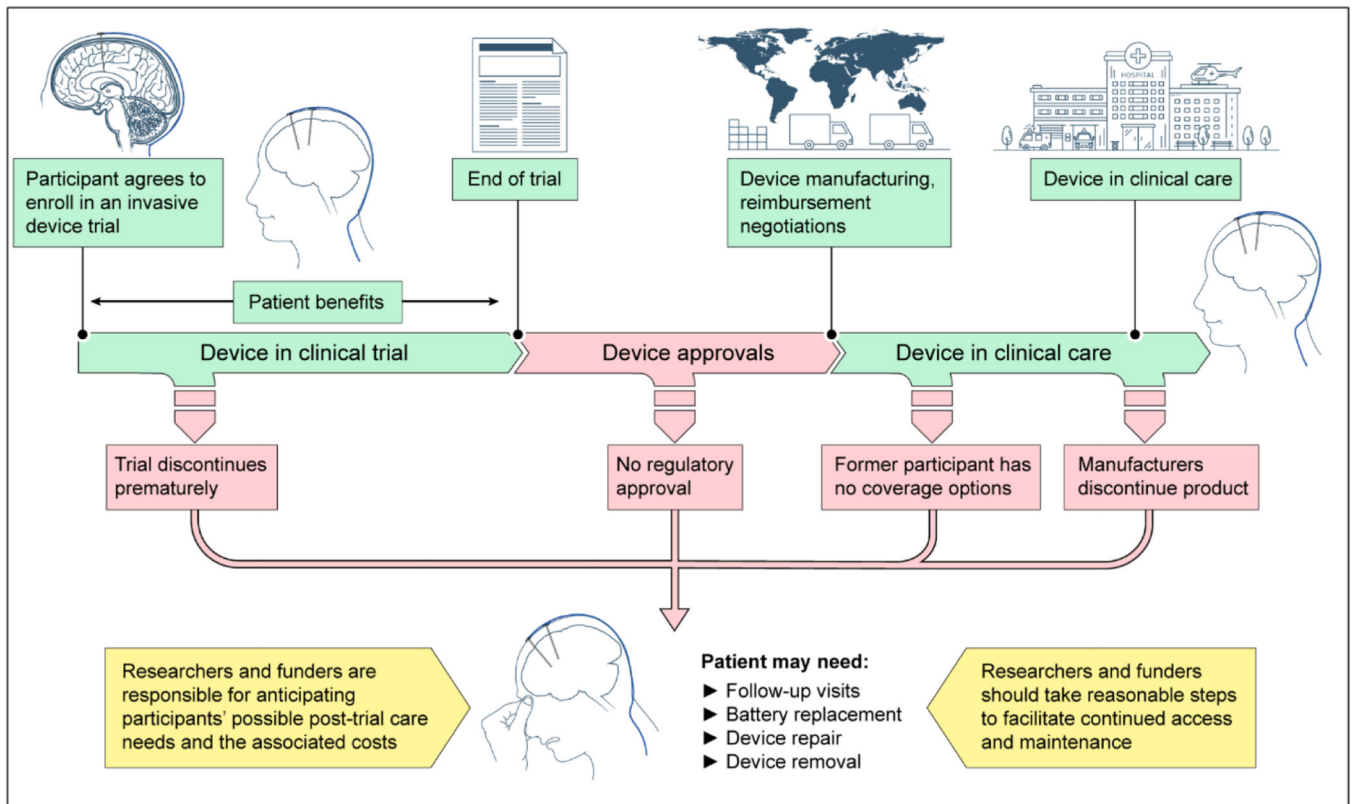 HOSPITAL
Participant agrees to
enroll in an invasive
device trial
End of trial
Device manufacturing,
reimbursement
negotiations
Device in clinical care
Patient benefits
Device in clinical trial
Device approvals
Device in clinical care
Trial discontinues
prematurely
No regulatory
approval
Former participant has
no coverage options
Manufacturers
discontinue product
Researchers and funders are
responsible for anticipating
participants' possible post-trial care
needs and the associated costs
Patient may need:
► Follow-up visits
► Battery replacement
► Device repair
► Device removal
Researchers and funders
should take reasonable steps
to facilitate continued access
and maintenance